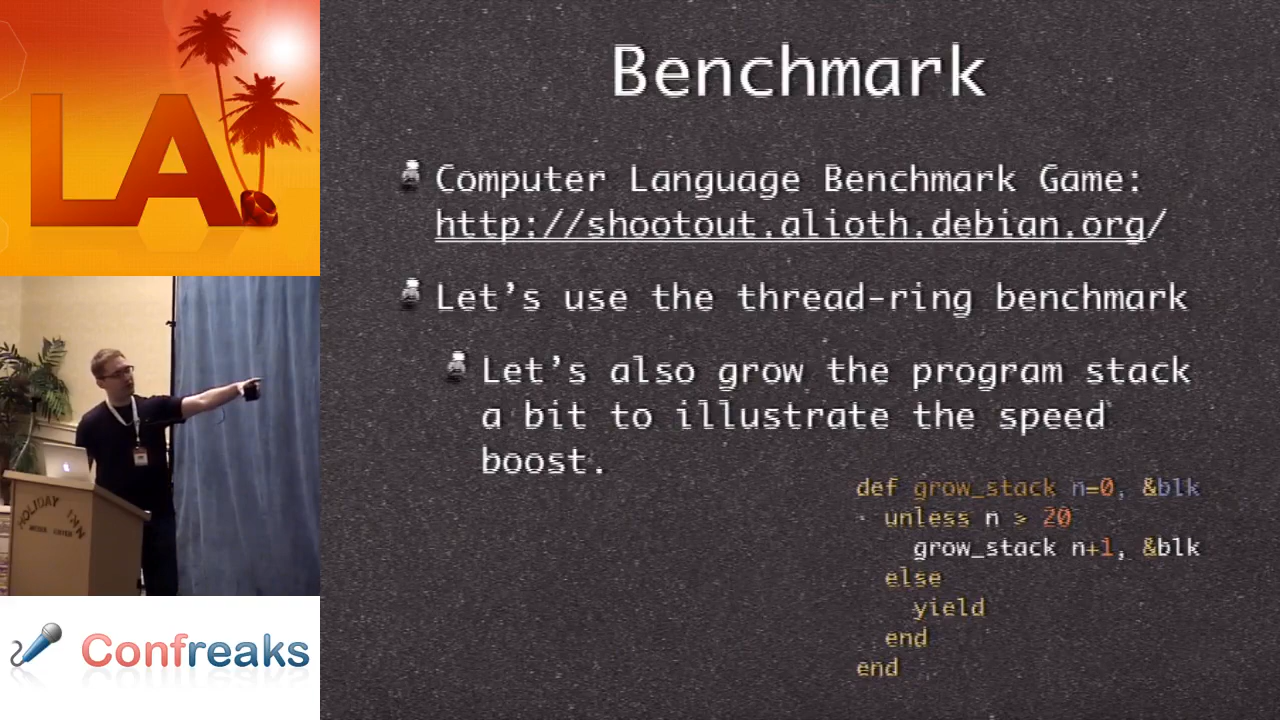 LA.
HOLIDAY INN
Confreaks
Benchmark
Computer Language Benchmark Game:
http://shootout.alioth.debian.org/
Let's use the thread-ring benchmark
Let's also grow the program stack
a bit to illustrate the speed
boost.
def grow_stack n=0, &blk
unless n > 20
grow_stack n+1, &blk
else
yield
end
end